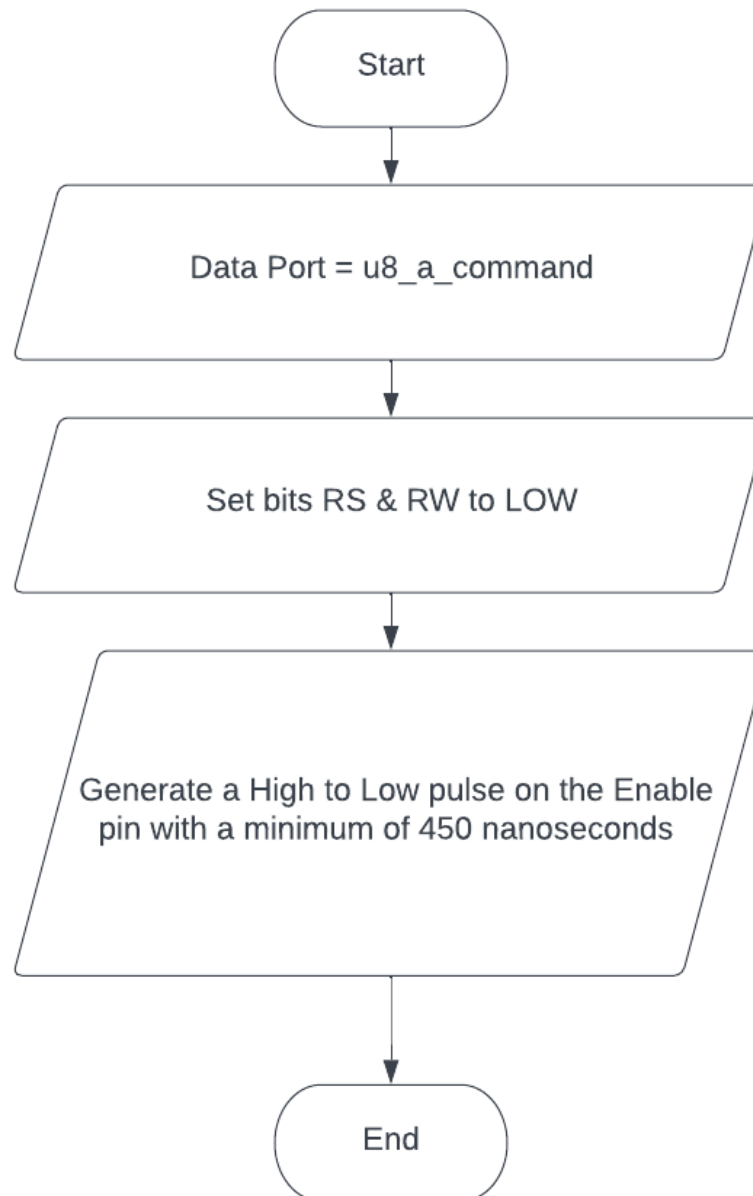 Start
Data Port = u8_a_command
Set bits RS & RW to LOW
Generate a High to Low pulse on the Enable
pin with a minimum of 450 nanoseconds
End